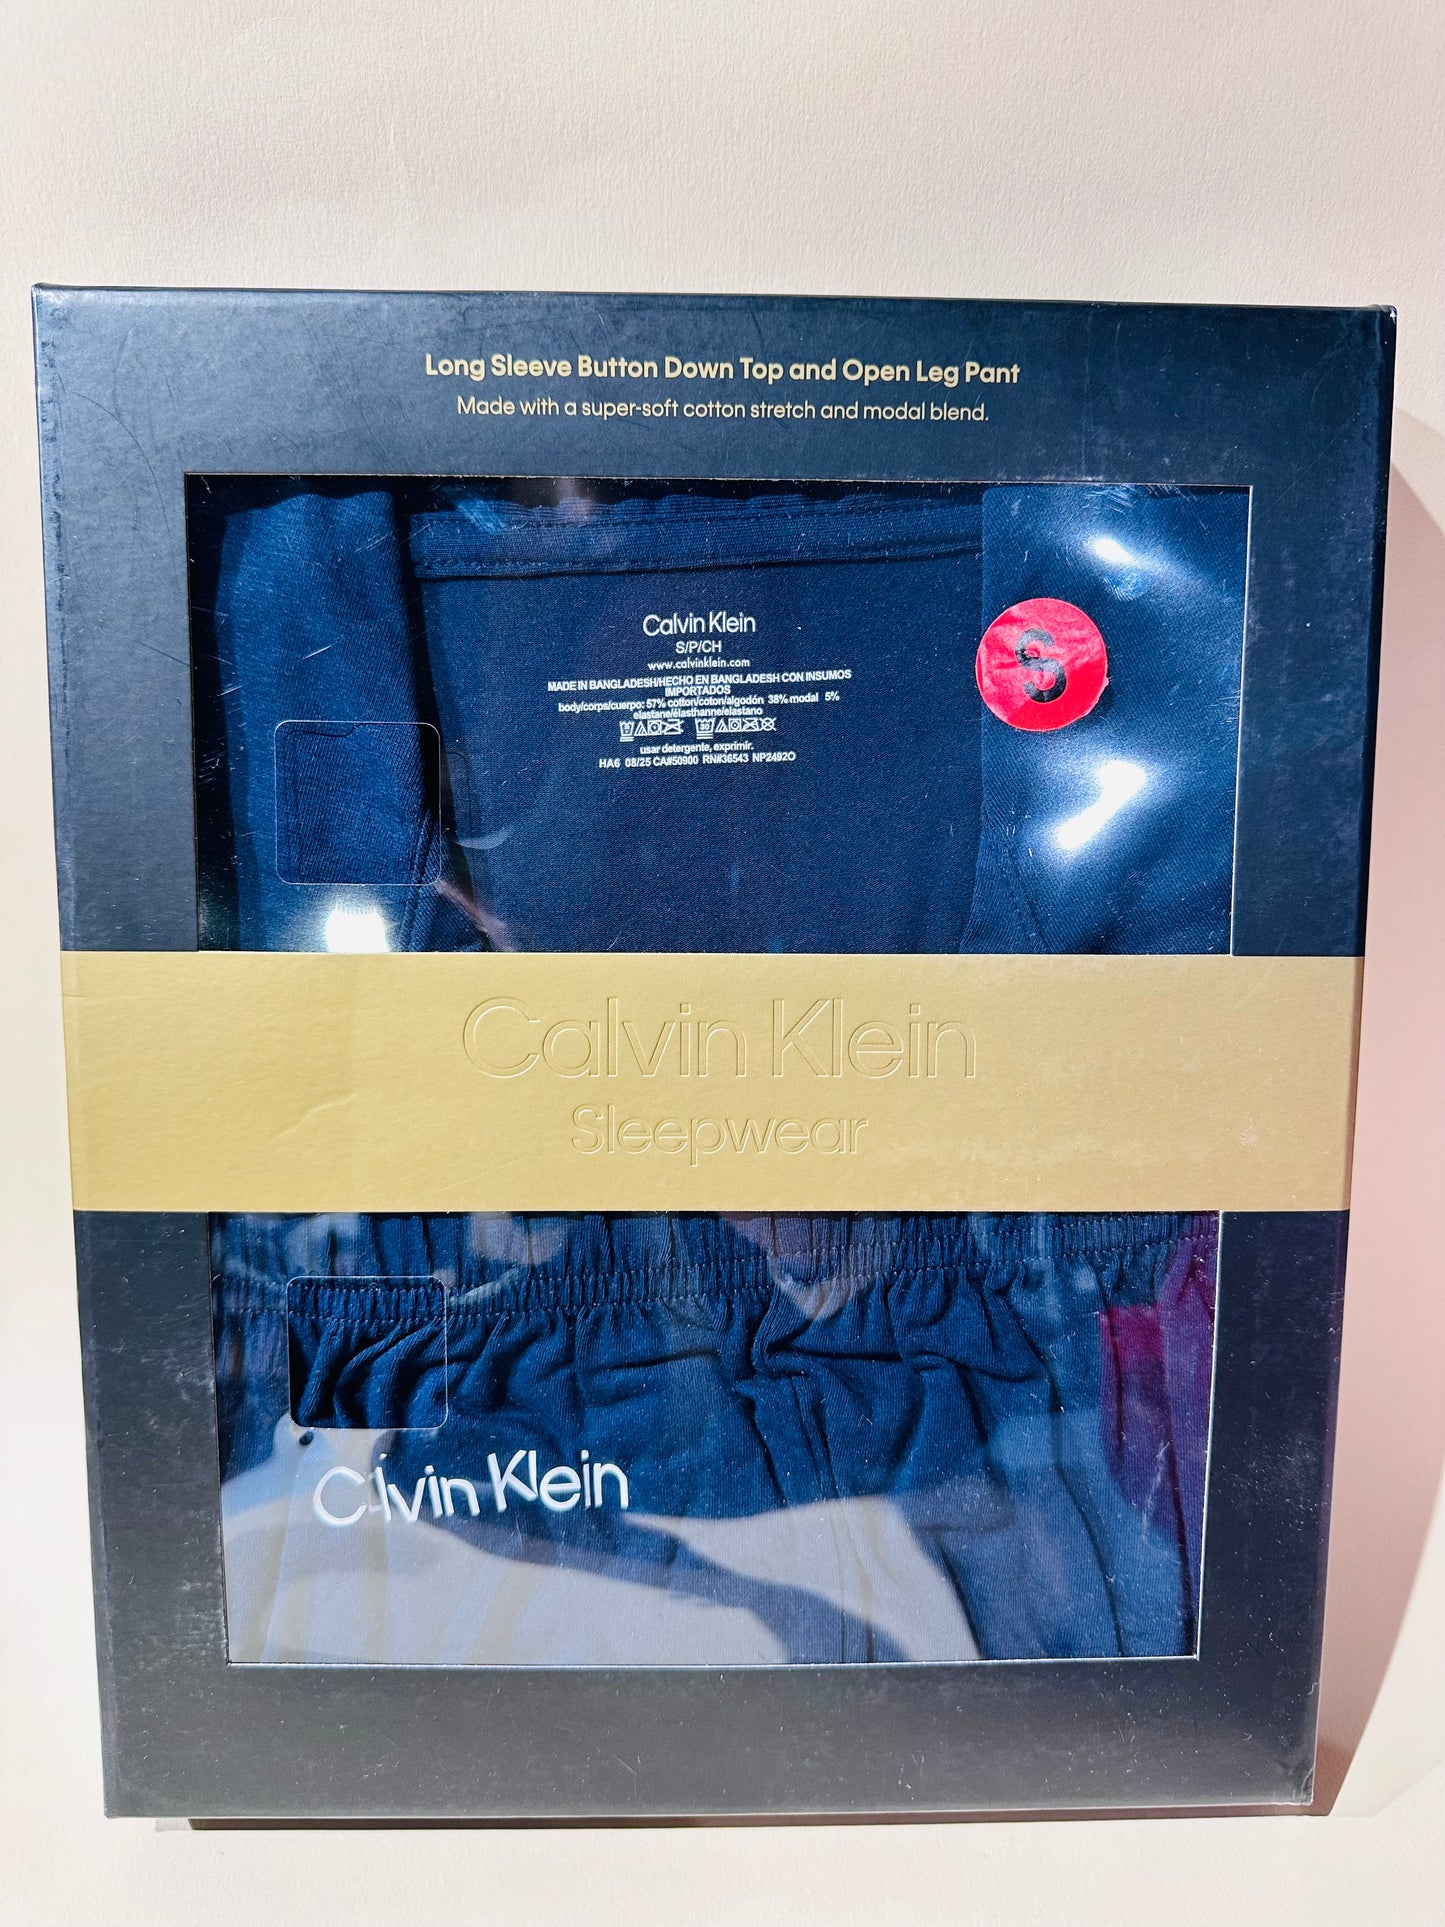 Long Sleeve Button Down Top and Open Leg Pant
Made with a super-soft cotton stretch and modal blend.
Calvin Klein
S/P/CH
www.calvinklein.com
MADE IN BANGLADESH/HECHO EN BANGLADESH CON INSUMOS
IMPORTADOS
body/corps/cuerpo: 57% cotton/coton/algodón 38% modal 5%
elastane/élasthanne/elastano
usar detergente, exprimir.
HA6 08/25 CA#50900 RN#36543 NP2492O
S
Calvin Klein
Sleepwear
Calvin Klein